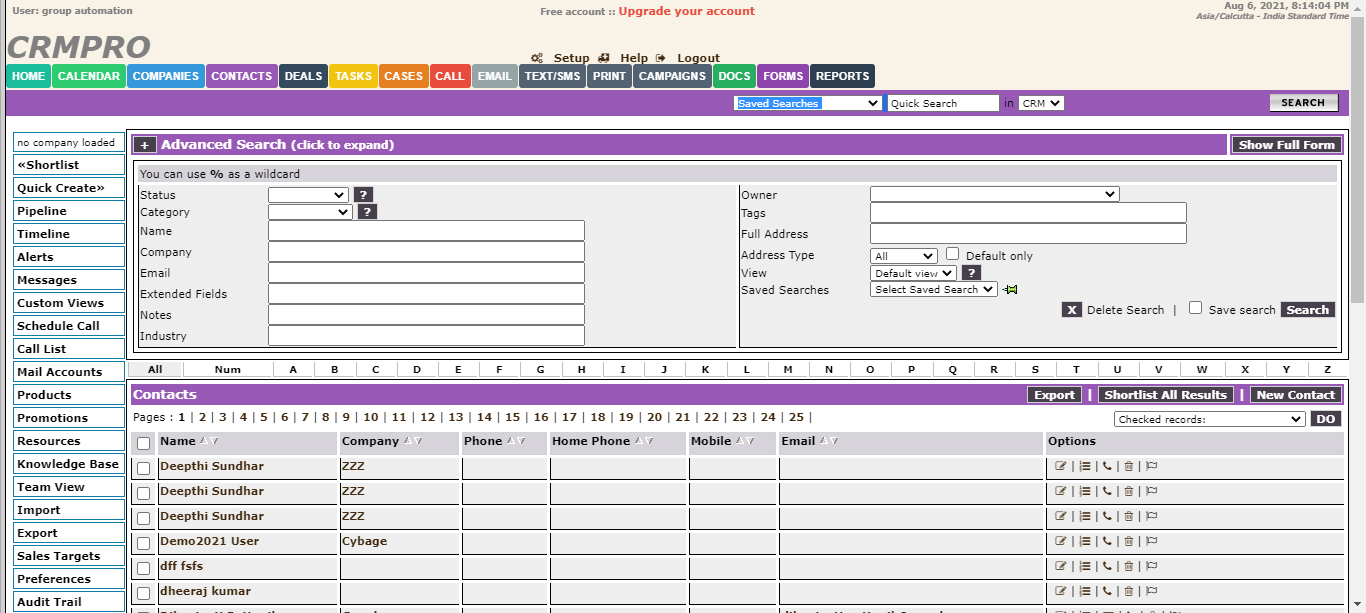 User: group automation
Free account :: Upgrade your account
Aug 6, 2021, 8:14:04 PM
Asia/Calcutta - India Standard Time
CRMPRO
Setup Help Logout
HOME CALENDAR COMPANIES CONTACTS DEALS TASKS CASES CALL EMAIL TEXT/SMS PRINT CAMPAIGNS DOCS FORMS REPORTS
Saved Searches Quick Search in CRM SEARCH
no company loaded
«Shortlist
Quick Create»
Pipeline
Timeline
Alerts
Messages
Custom Views
Schedule Call
Call List
Mail Accounts
Products
Promotions
Resources
Knowledge Base
Team View
Import
Export
Sales Targets
Preferences
Audit Trail
+ Advanced Search (click to expand) Show Full Form
You can use % as a wildcard
Status ?
Category ?
Name
Company
Email
Extended Fields
Notes
Industry
Owner
Tags
Full Address
Address Type All Default only
View Default view ?
Saved Searches Select Saved Search
X Delete Search | Save search Search
All Num A B C D E F G H I J K L M N O P Q R S T U V W X Y Z
Contacts Export | Shortlist All Results | New Contact
Pages : 1 | 2 | 3 | 4 | 5 | 6 | 7 | 8 | 9 | 10 | 11 | 12 | 13 | 14 | 15 | 16 | 17 | 18 | 19 | 20 | 21 | 22 | 23 | 24 | 25 |
Checked records: DO
Name Company Phone Home Phone Mobile Email Options
Deepthi Sundhar ZZZ | | | |
Deepthi Sundhar ZZZ | | | |
Deepthi Sundhar ZZZ | | | |
Demo2021 User Cybage | | | |
dff fsfs | | | |
dheeraj kumar | | | |